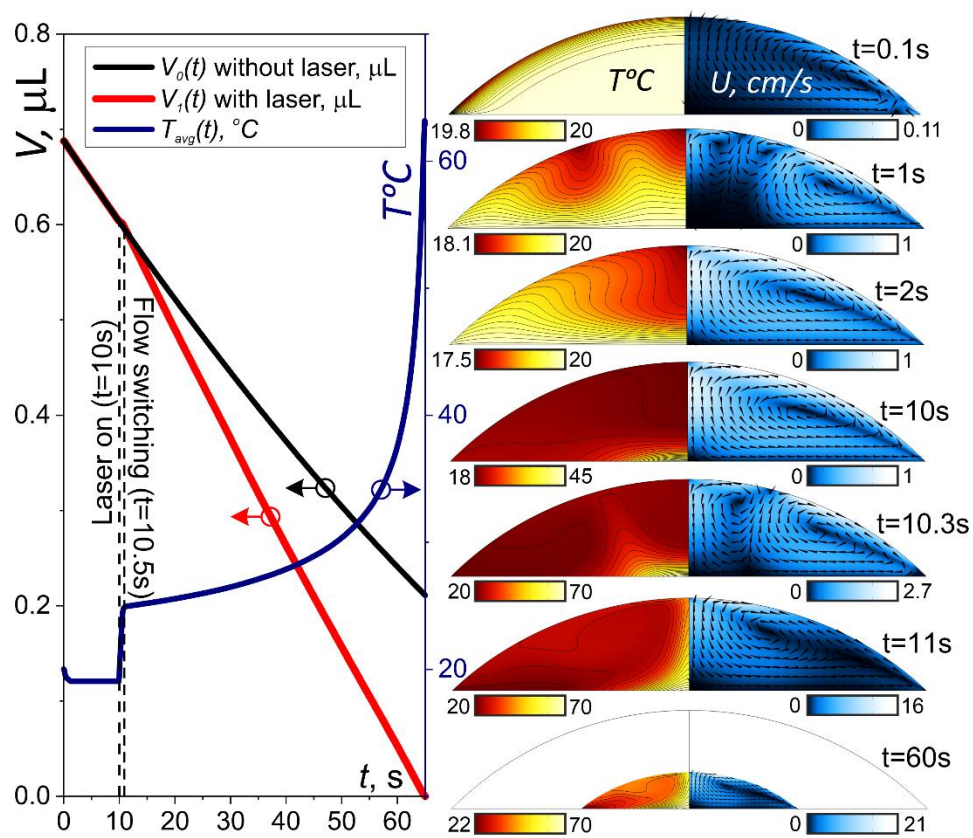 0.8
V₀(t) without laser, μL
V₁(t) with laser, μL
Tavg(t), °C
V, μL
60
T°C
0.6
Laser on (t=10s)
Flow switching (t=10.5s)
0.4
40
0.2
20
t, s
0.0
0 10 20 30 40 50 60
T°C
U, cm/s
t=0.1s
19.8 20 0 0.11
t=1s
18.1 20 0 1
t=2s
17.5 20 0 1
t=10s
18 45 0 1
t=10.3s
20 70 0 2.7
t=11s
20 70 0 16
t=60s
22 70 0 21